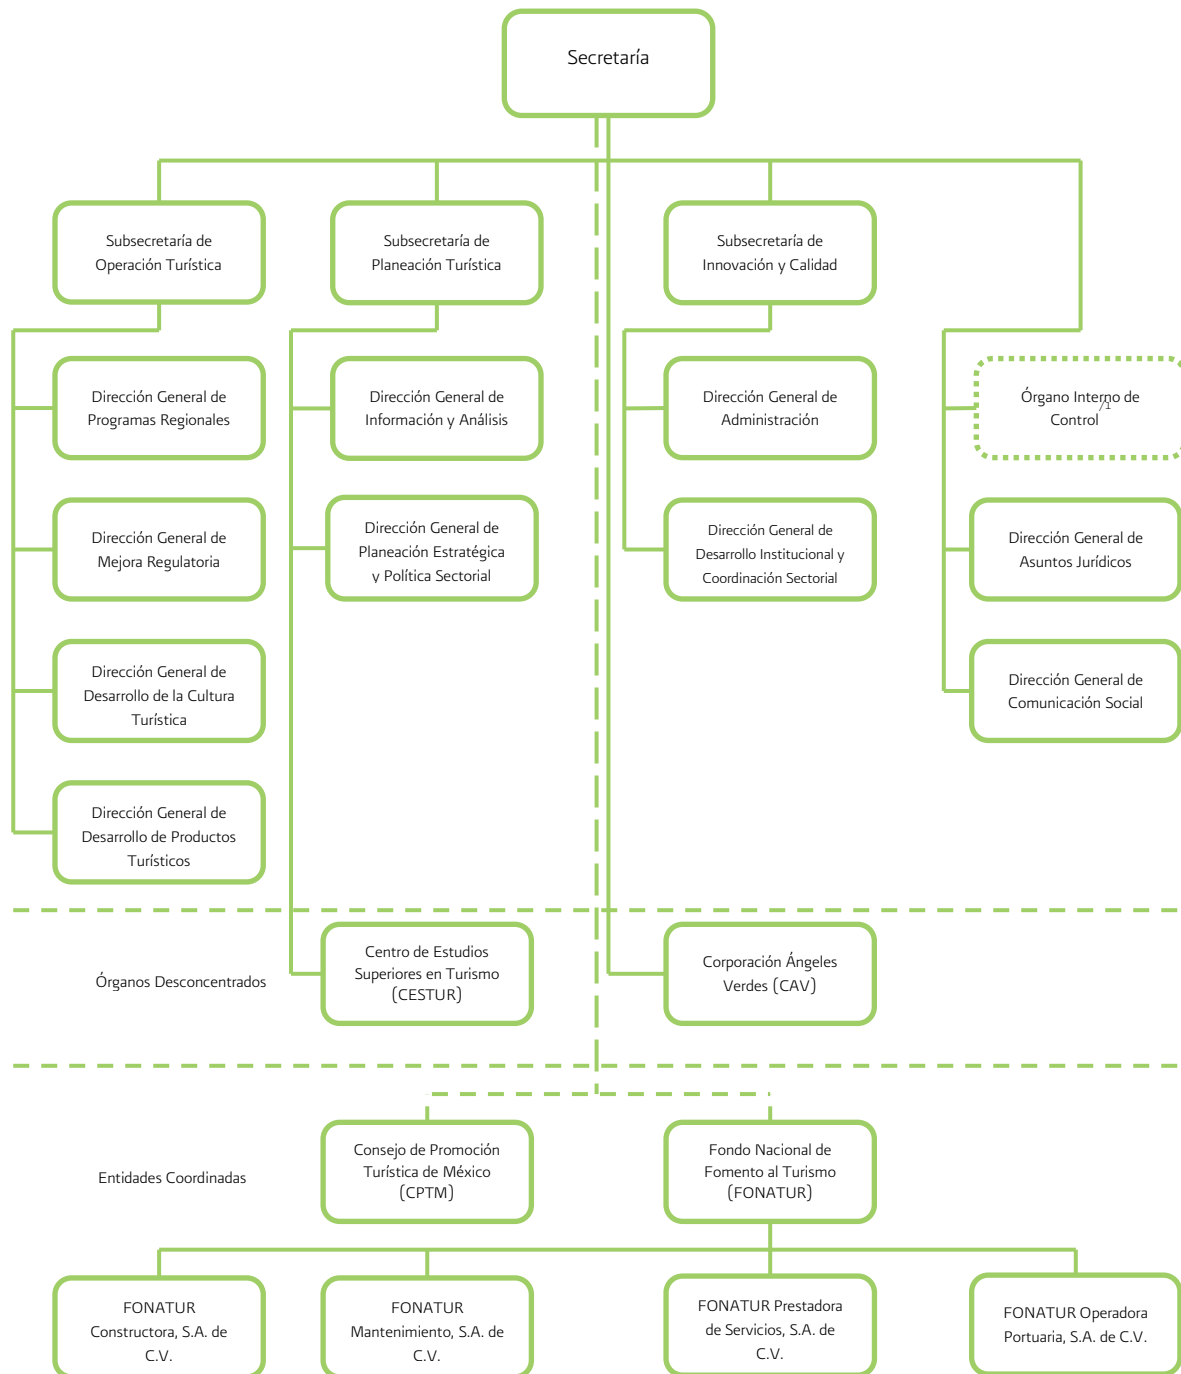 Secretaría
Subsecretaría de
Operación Turística
Subsecretaría de
Planeación Turística
Subsecretaría de
Innovación y Calidad
Dirección General de
Programas Regionales
Dirección General de
Información y Análisis
Dirección General de
Administración
Órgano Interno de
Control/1
Dirección General de
Mejora Regulatoria
Dirección General de
Planeación Estratégica
y Política Sectorial
Dirección General de
Desarrollo Institucional y
Coordinación Sectorial
Dirección General de
Asuntos Jurídicos
Dirección General de
Desarrollo de la Cultura
Turística
Dirección General de
Comunicación Social
Dirección General de
Desarrollo de Productos
Turísticos
Órganos Desconcentrados
Centro de Estudios
Superiores en Turismo
(CESTUR)
Corporación Ángeles
Verdes (CAV)
Entidades Coordinadas
Consejo de Promoción
Turística de México
(CPTM)
Fondo Nacional de
Fomento al Turismo
(FONATUR)
FONATUR
Constructora, S.A. de
C.V.
FONATUR
Mantenimiento, S.A. de
C.V.
FONATUR Prestadora
de Servicios, S.A. de
C.V.
FONATUR Operadora
Portuaria, S.A. de C.V.